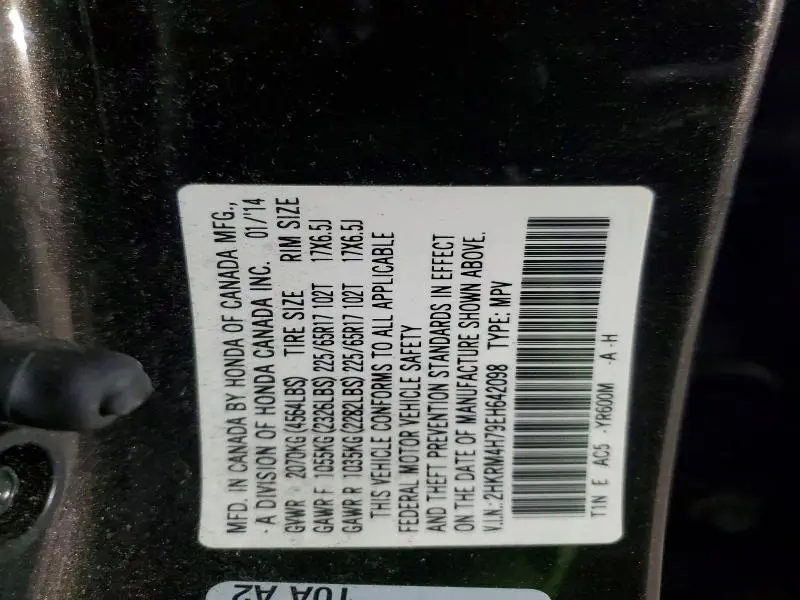 MFD. IN CANADA BY HONDA OF CANADA MFG.,
A DIVISION OF HONDA CANADA INC. 01/'14
GVWR 2070KG(4564LBS) TIRE SIZE RIM SIZE
GAWR F 1055KG(2326LBS) 225/65R17 102T 17X6.5J
GAWR R 1035KG(2282LBS) 225/65R17 102T 17X6.5J
THIS VEHICLE CONFORMS TO ALL APPLICABLE
FEDERAL MOTOR VEHICLE SAFETY
AND THEFT PREVENTION STANDARDS IN EFFECT
ON THE DATE OF MANUFACTURE SHOWN ABOVE.
V.I.N.: 2HKRM4H73EH642098 TYPE: MPV
T1N E AC5 -YR600M -A -H
10A A2